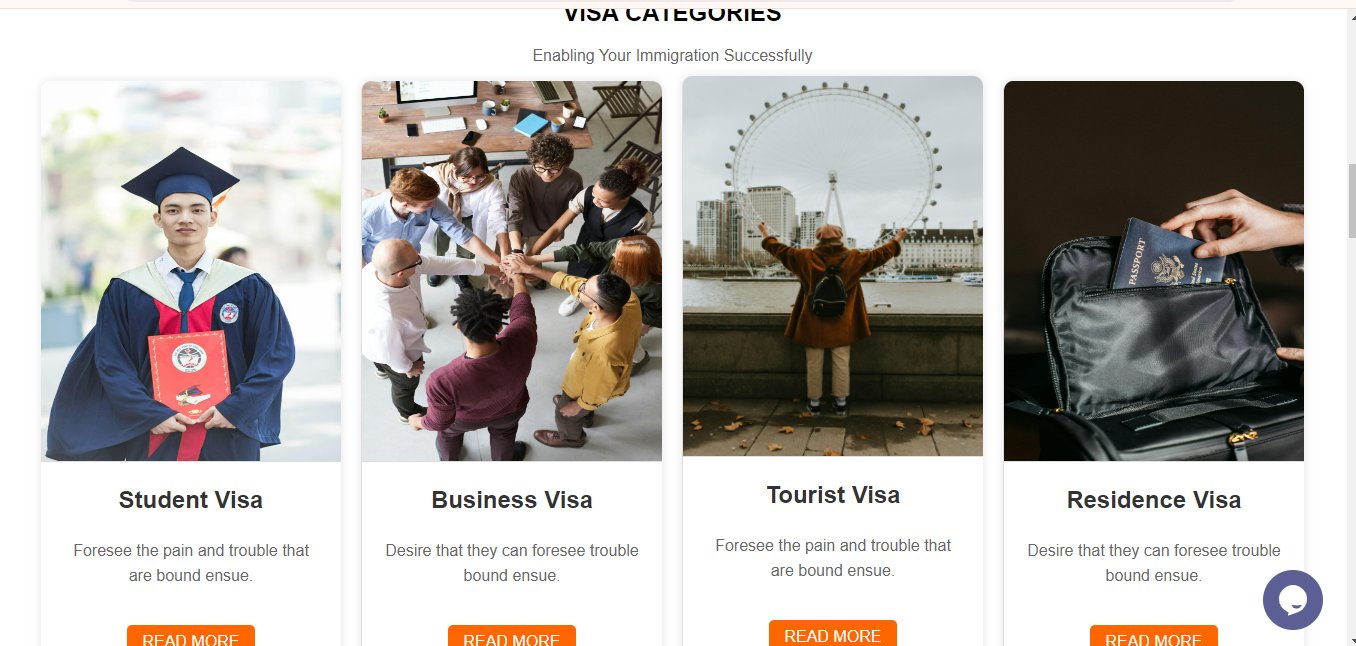 VISA CATEGORIES
Enabling Your Immigration Successfully
PASSPORT
Student Visa
Business Visa
Tourist Visa
Residence Visa
Foresee the pain and trouble that
are bound ensue.
Desire that they can foresee trouble
bound ensue.
Foresee the pain and trouble that
are bound ensue.
Desire that they can foresee trouble
bound ensue.
READ MORE
READ MORE
READ MORE
READ MORE